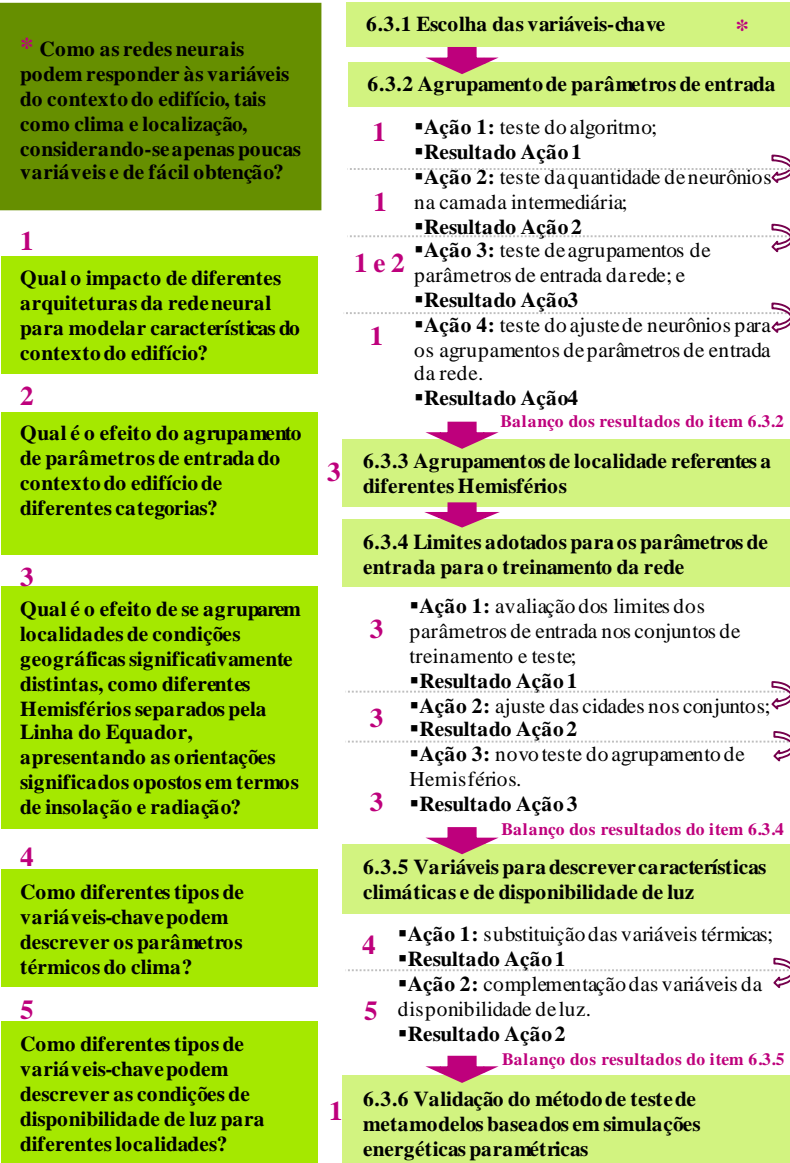 * Como as redes neurais
podem responder às variáveis
do contexto do edifício, tais
como clima e localização,
considerando-se apenas poucas
variáveis e de fácil obtenção?
1
Qual o impacto de diferentes
arquiteturas da rede neural
para modelar características do
contexto do edifício?
2
Qual é o efeito do agrupamento
de parâmetros de entrada do
contexto do edifício de
diferentes categorias?
3
Qual é o efeito de se agruparem
localidades de condições
geográficas significativamente
distintas, como diferentes
Hemisférios separados pela
Linha do Equador,
apresentando as orientações
significados opostos em termos
de insolação e radiação?
4
Como diferentes tipos de
variáveis-chave podem
descrever os parâmetros
térmicos do clima?
5
Como diferentes tipos de
variáveis-chave podem
descrever as condições de
disponibilidade de luz para
diferentes localidades?
6.3.1 Escolha das variáveis-chave *
6.3.2 Agrupamento de parâmetros de entrada
1
▪Ação 1: teste do algoritmo;
▪Resultado Ação 1
1
▪Ação 2: teste da quantidade de neurônios
na camada intermediária;
▪Resultado Ação 2
1 e 2
▪Ação 3: teste de agrupamentos de
parâmetros de entrada da rede; e
▪Resultado Ação3
1
▪Ação 4: teste do ajuste de neurônios para
os agrupamentos de parâmetros de entrada
da rede.
▪Resultado Ação4
Balanço dos resultados do item 6.3.2
3
6.3.3 Agrupamentos de localidade referentes a
diferentes Hemisférios
6.3.4 Limites adotados para os parâmetros de
entrada para o treinamento da rede
3
▪Ação 1: avaliação dos limites dos
parâmetros de entrada nos conjuntos de
treinamento e teste;
▪Resultado Ação 1
3
▪Ação 2: ajuste das cidades nos conjuntos;
▪Resultado Ação 2
3
▪Ação 3: novo teste do agrupamento de
Hemisférios.
▪Resultado Ação 3
Balanço dos resultados do item 6.3.4
6.3.5 Variáveis para descrever características
climáticas e de disponibilidade de luz
4
▪Ação 1: substituição das variáveis térmicas;
▪Resultado Ação 1
5
▪Ação 2: complementação das variáveis da
disponibilidade de luz.
▪Resultado Ação 2
Balanço dos resultados do item 6.3.5
1
6.3.6 Validação do método de teste de
metamodelos baseados em simulações
energéticas paramétricas